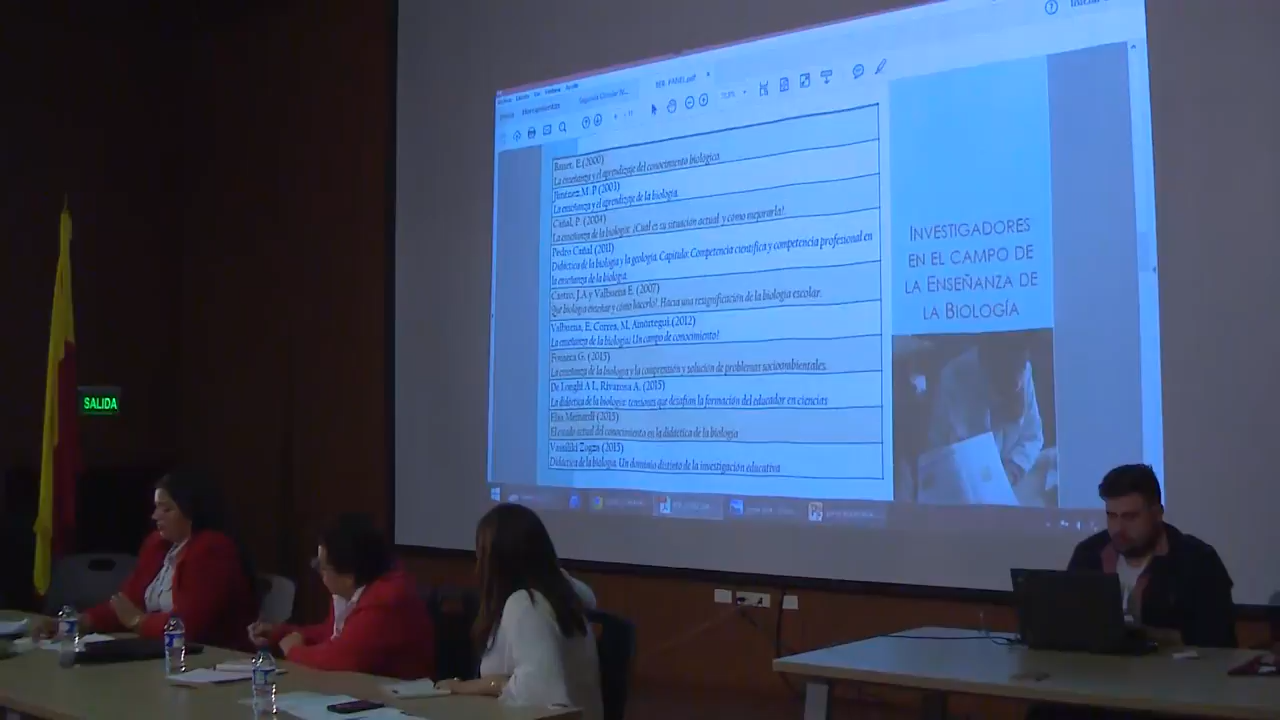 SALIDA
Banet, E (2000)
La enseñanza y el aprendizaje del conocimiento biológico
Jiménez M. P (2003)
La enseñanza y el aprendizaje de la biología.
Cañal, P. (2004)
La enseñanza de la biología: ¿Cuál es su situación actual y como mejorarla?.
Pedro Cañal (2011)
Didáctica de la biología y la geología. Capítulo: Competencia científica y competencia profesional en
la enseñanza de la biología.
Castro, J.A y Valbuena E. (2007)
Qué biología enseñar y cómo hacerlo?. Hacia una resignificación de la biología escolar.
Valbuena, E, Correa, M, Amórtegui (2012)
La enseñanza de la biología: Un campo de conocimiento?
Fonseca G. (2013)
La enseñanza de la biología y la comprensión y solución de problemas socioambientales.
De Longhi A L, Rivarosa A. (2015)
La didáctica de la biología: tensiones que desafían la formación del educador en ciencias
Elsa Meinardi (2015)
El estado actual del conocimiento en la didáctica de la biología
Vassiliki Zogza (2015)
Didáctica de la biología. Un dominio distinto de la investigación educativa
INVESTIGADORES
EN EL CAMPO DE
LA ENSEÑANZA DE
LA BIOLOGÍA